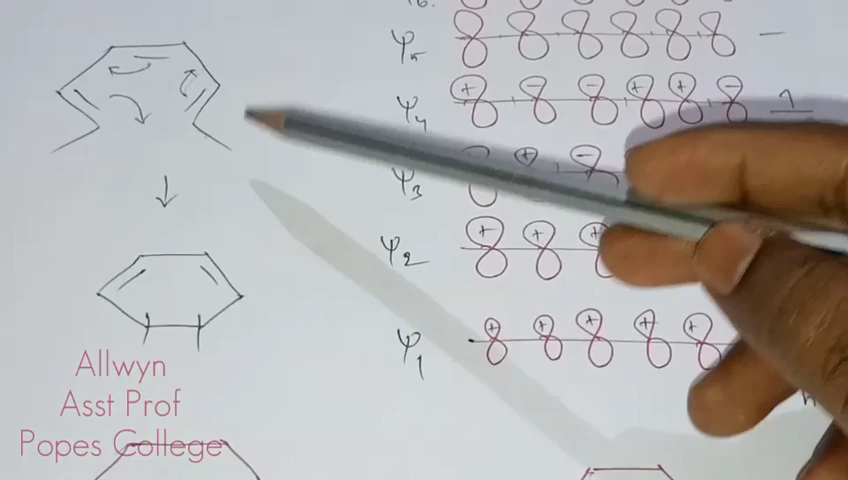 ψ5
ψ4
+ - - + + -
ψ3
+ -
ψ2
+ + +
ψ1
+ + + + +
Allwyn
Asst Prof
Popes College